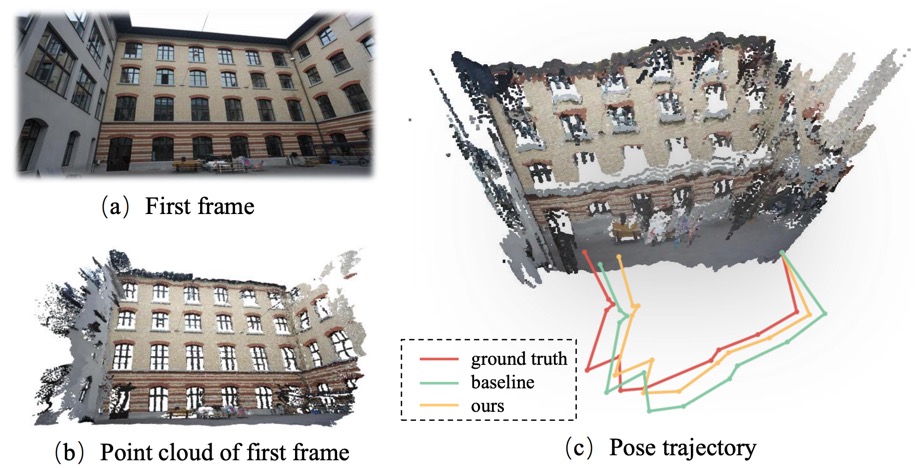 （a）First frame
（b）Point cloud of first frame
ground truth
baseline
ours
（c）Pose trajectory